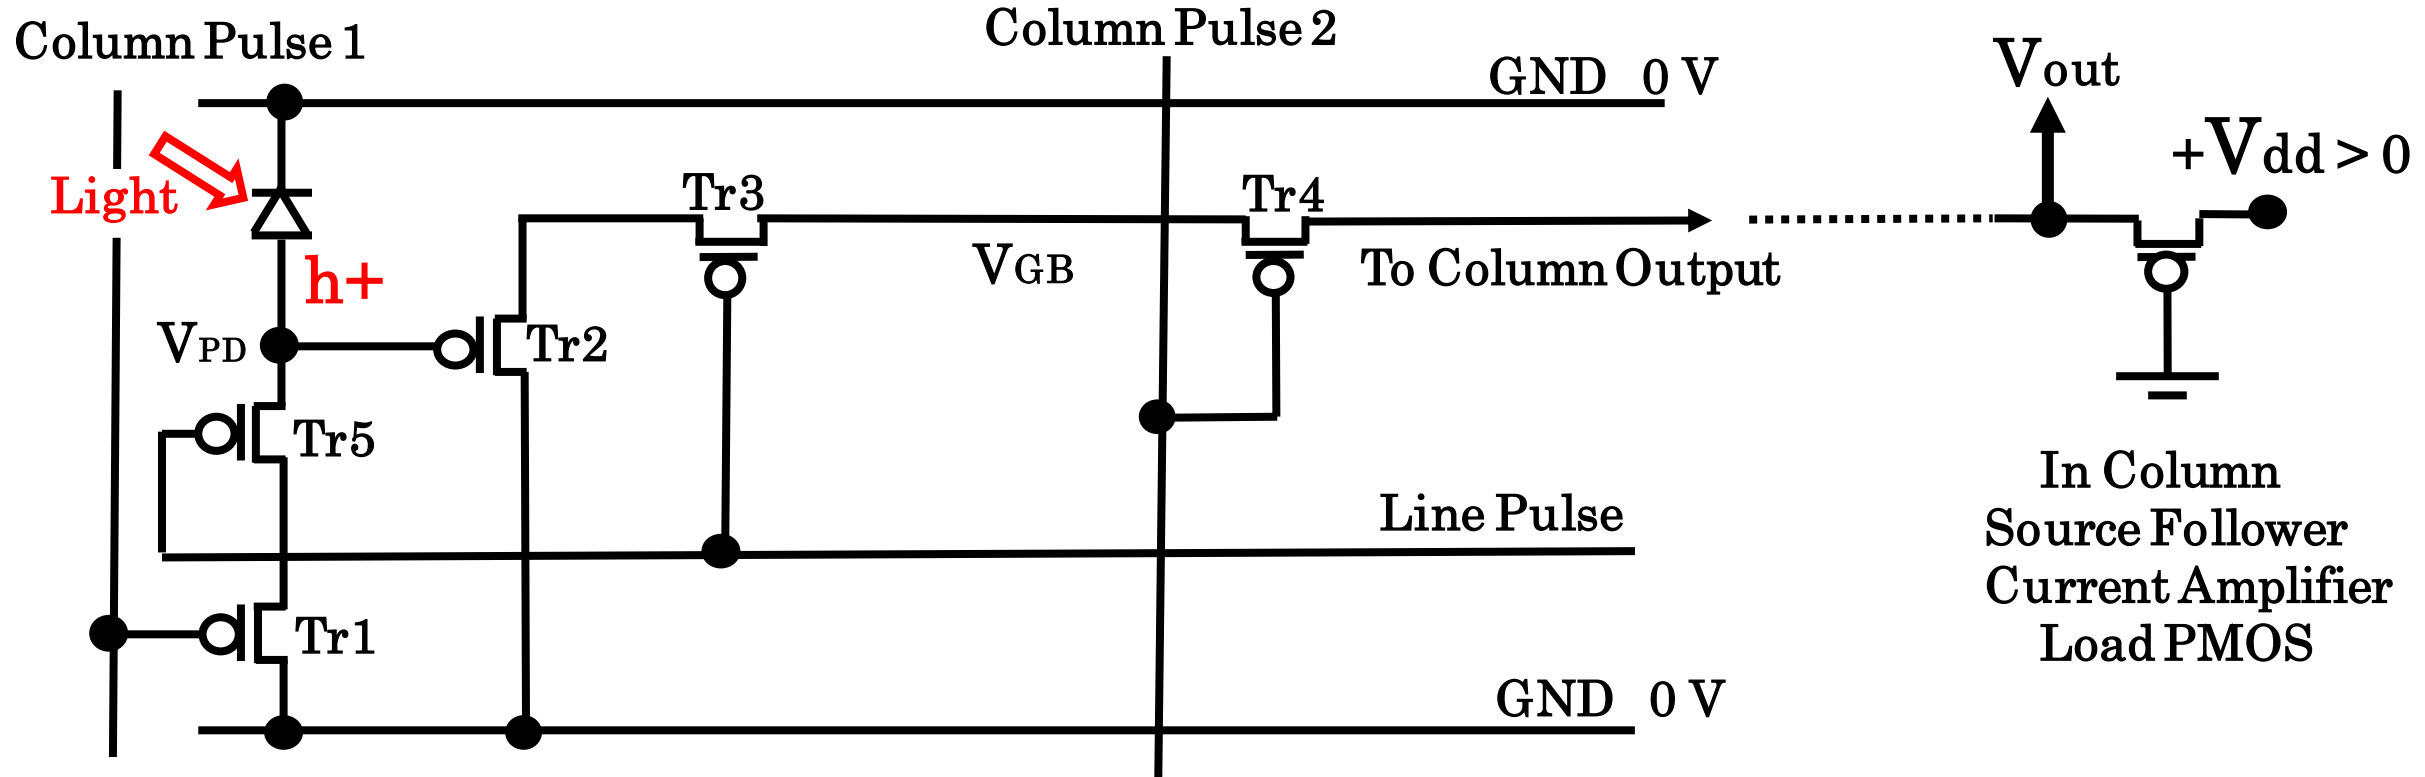 Column Pulse 1
Column Pulse 2
GND 0 V
Vout
+Vdd > 0
Light
Tr3
Tr4
h+
VGB
To Column Output
VPD
Tr2
Tr5
Line Pulse
In Column
Source Follower
Current Amplifier
Load PMOS
Tr1
GND 0 V